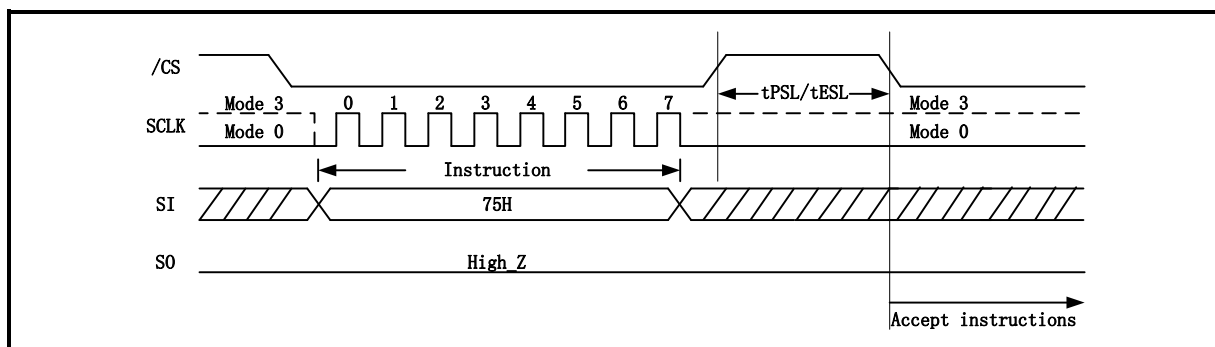 /CS
tPSL/tESL
Mode 3 0 1 2 3 4 5 6 7 Mode 3
SCLK
Mode 0 Mode 0
Instruction
SI 75H
SO High_Z
Accept instructions